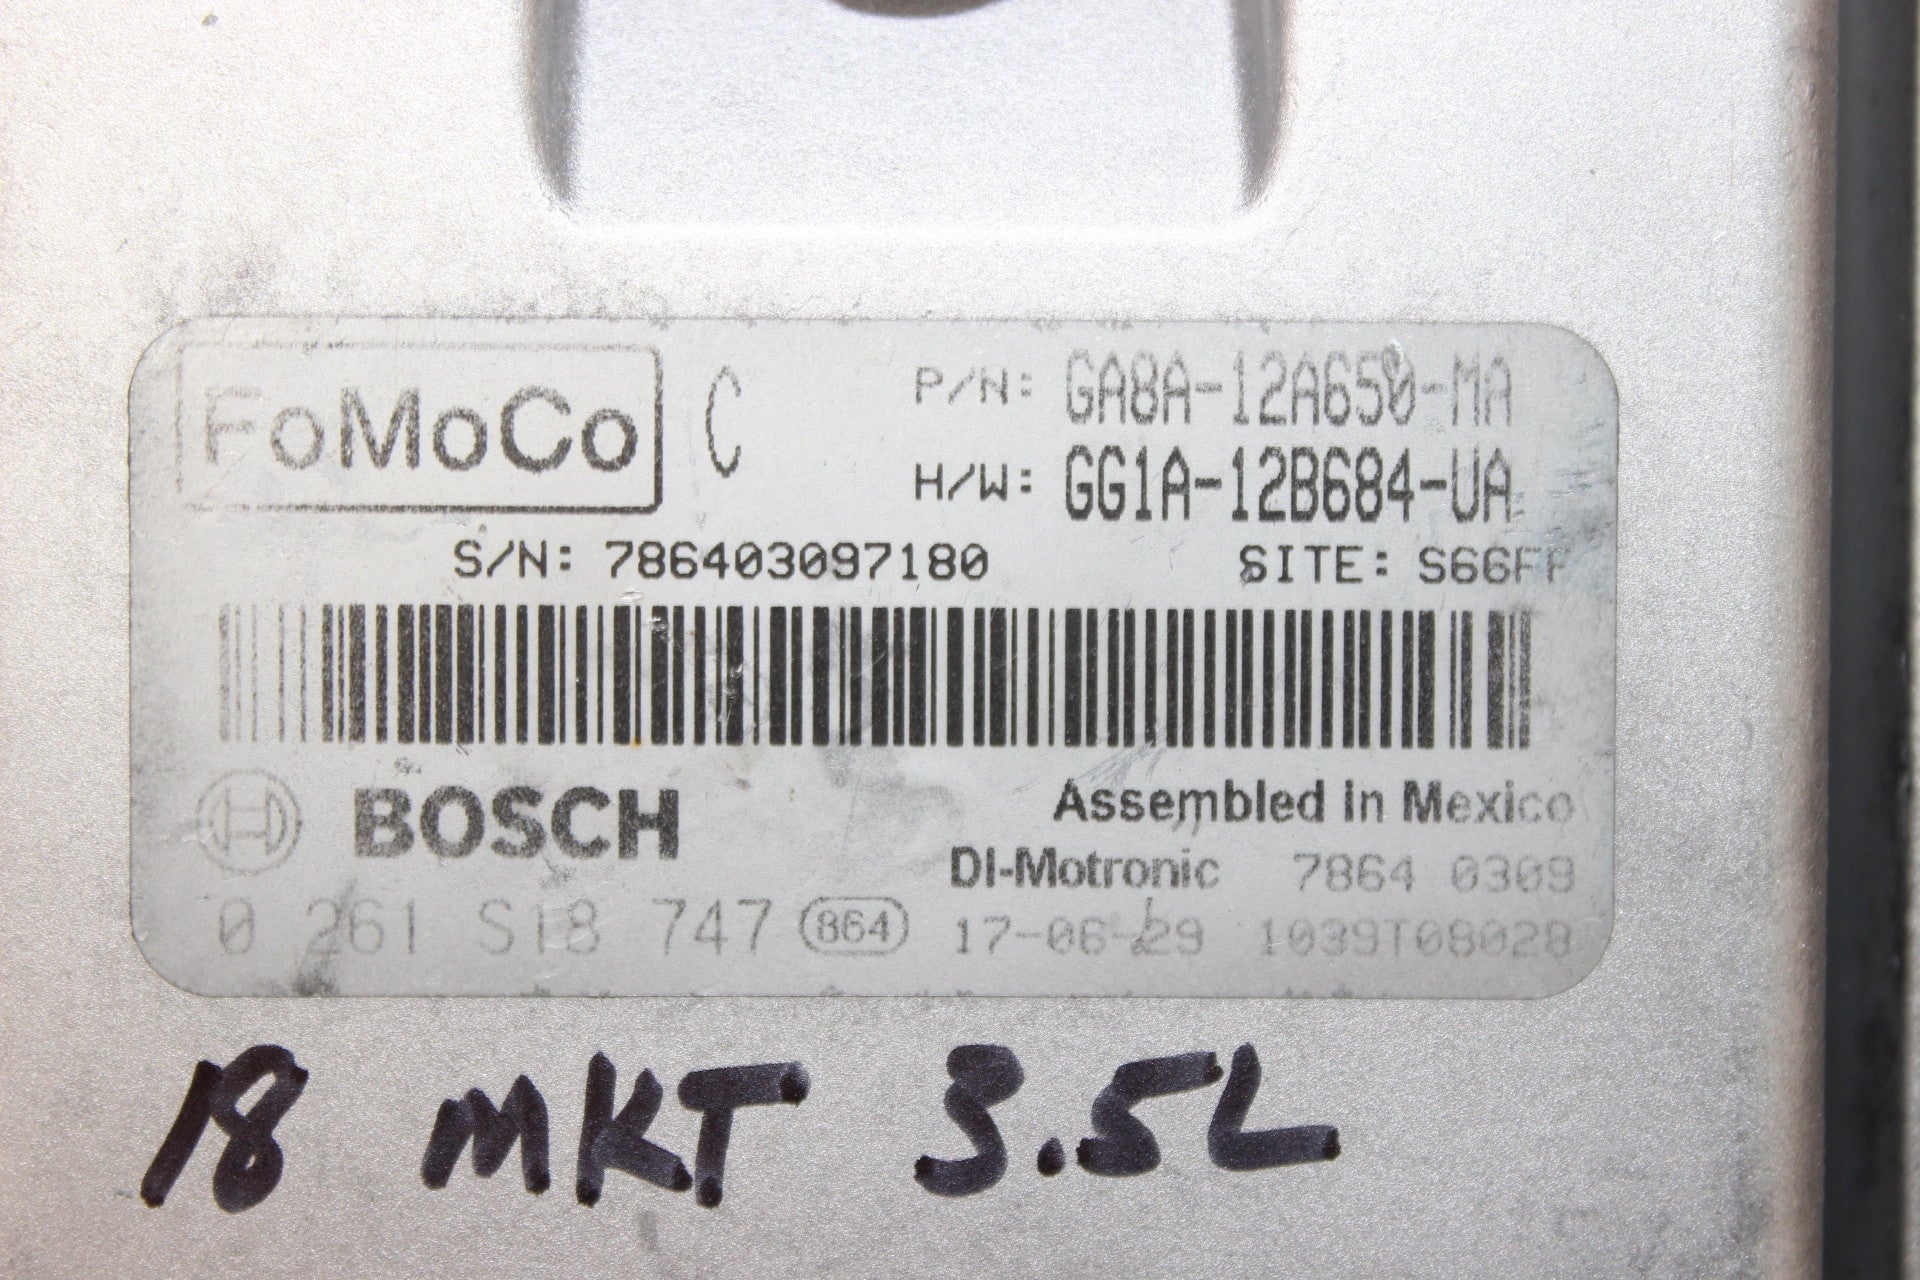 FoMoCo C P/N: GA8A-12A650-MA
H/W: GG1A-12B684-UA
S/N: 786403097180 SITE: S66FF
BOSCH Assembled in Mexico
DI-Motronic 7864 0309
0 261 S18 747 864 17-06-29 1039T08028
18 MKT 3.5L